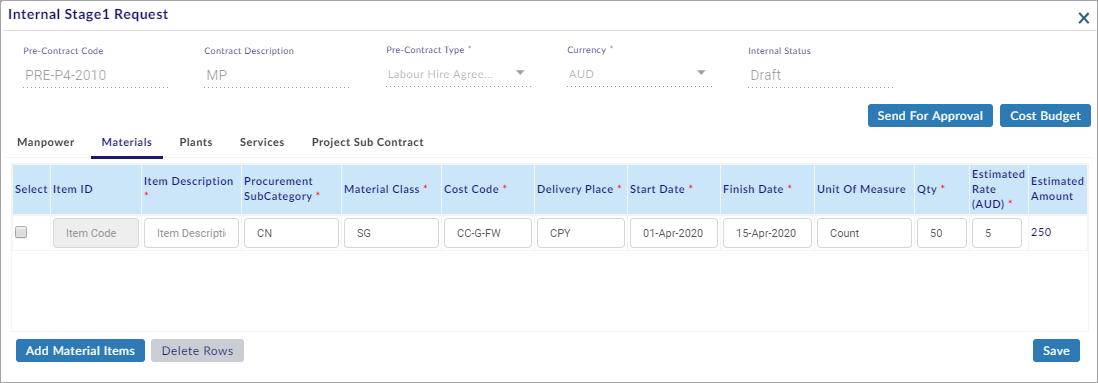 Internal Stage1 Request
×
Pre-Contract Code Contract Description Pre-Contract Type * Currency * Internal Status
PRE-P4-2010 MP Labour Hire Agree... AUD Draft
Send For Approval Cost Budget
Manpower Materials Plants Services Project Sub Contract
Select Item ID Item Description * Procurement SubCategory * Material Class * Cost Code * Delivery Place * Start Date * Finish Date * Unit Of Measure Qty * Estimated Rate (AUD) * Estimated Amount
Item Code Item Descripti CN SG CC-G-FW CPY 01-Apr-2020 15-Apr-2020 Count 50 5 250
Add Material Items Delete Rows Save